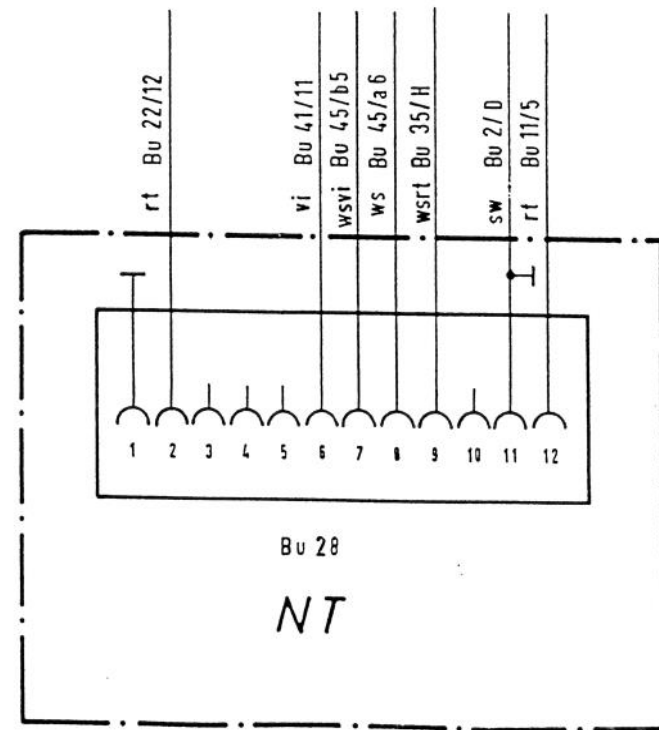 rt Bu 22/12
vi Bu 41/11
wsvi Bu 45/b5
ws Bu 45/a6
wsrt Bu 35/H
sw Bu 2/D
rt Bu 11/5
1 2 3 4 5 6 7 8 9 10 11 12
Bu 28
NT